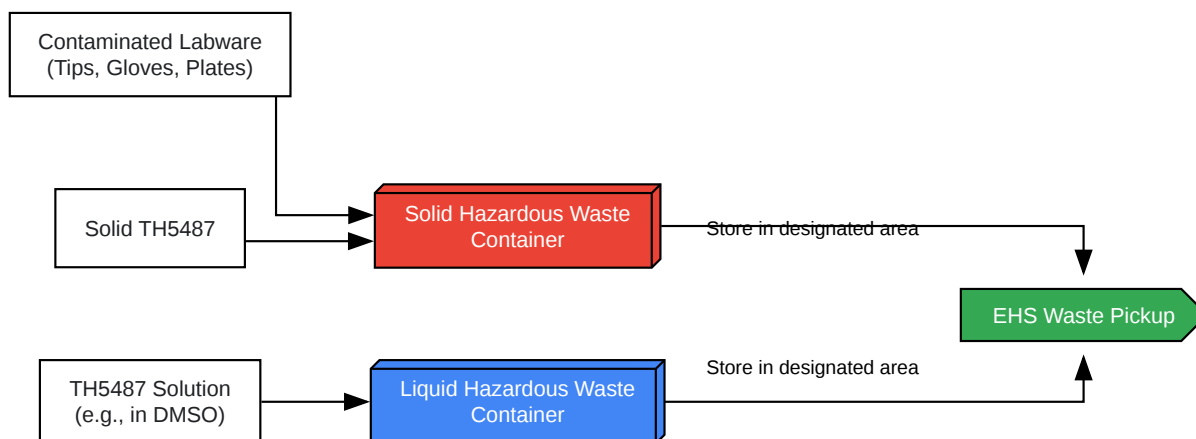 Contaminated Labware
(Tips, Gloves, Plates)
Solid TH5487
Solid Hazardous Waste
Container
Store in designated area
EHS Waste Pickup
TH5487 Solution
(e.g., in DMSO)
Liquid Hazardous Waste
Container
Store in designated area